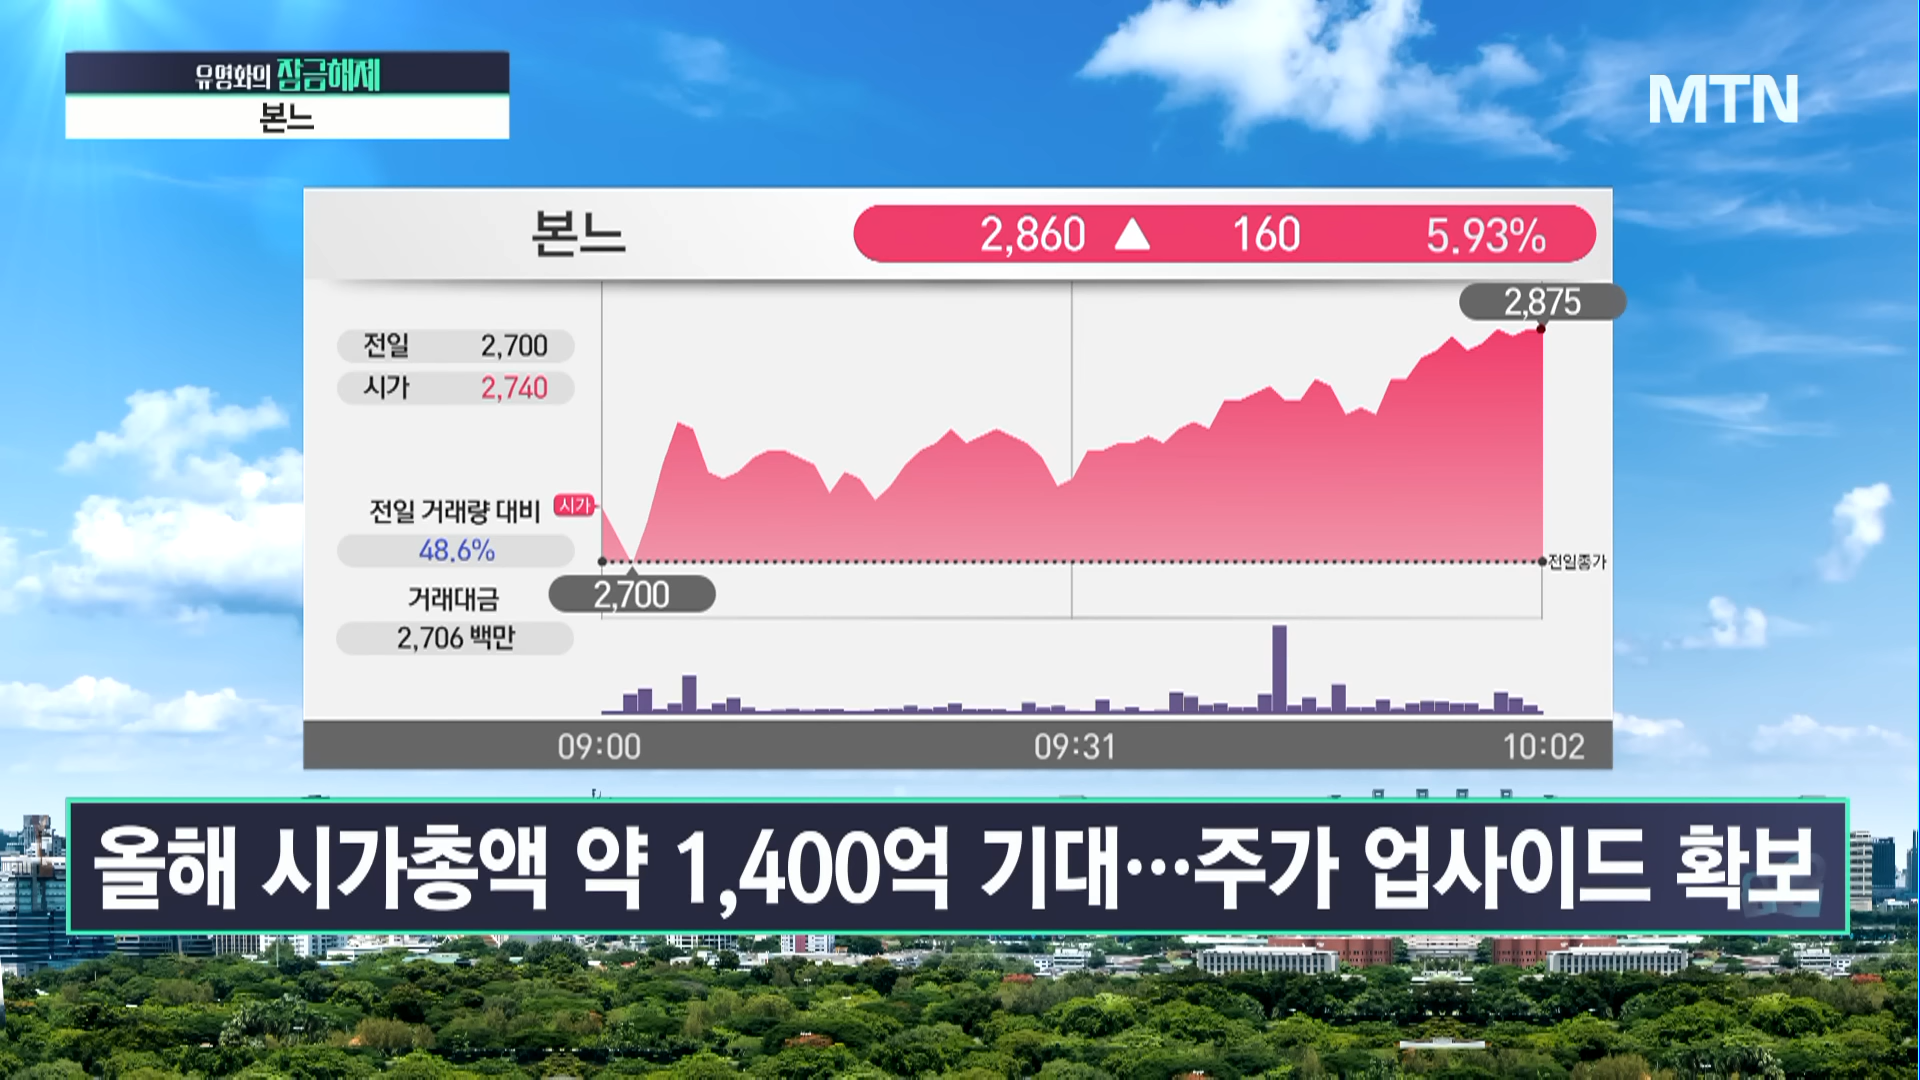 유영화의 잠금해제
본느
MTN
본느 2,860 ▲ 160 5.93%
2,875
전일 2,700
시가 2,740
시가
전일 거래량 대비
48.6%
전일종가
거래대금
2,700
2,706 백만
09:00 09:31 10:02
올해 시가총액 약 1,400억 기대…주가 업사이드 확보